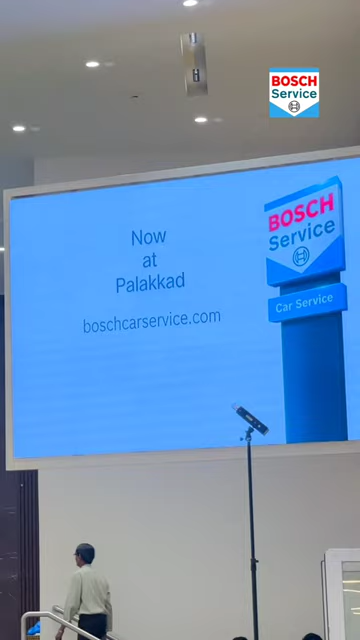 BOSCH
Service
Now
at
Palakkad
boschcarservice.com
BOSCH
Service
Car Service